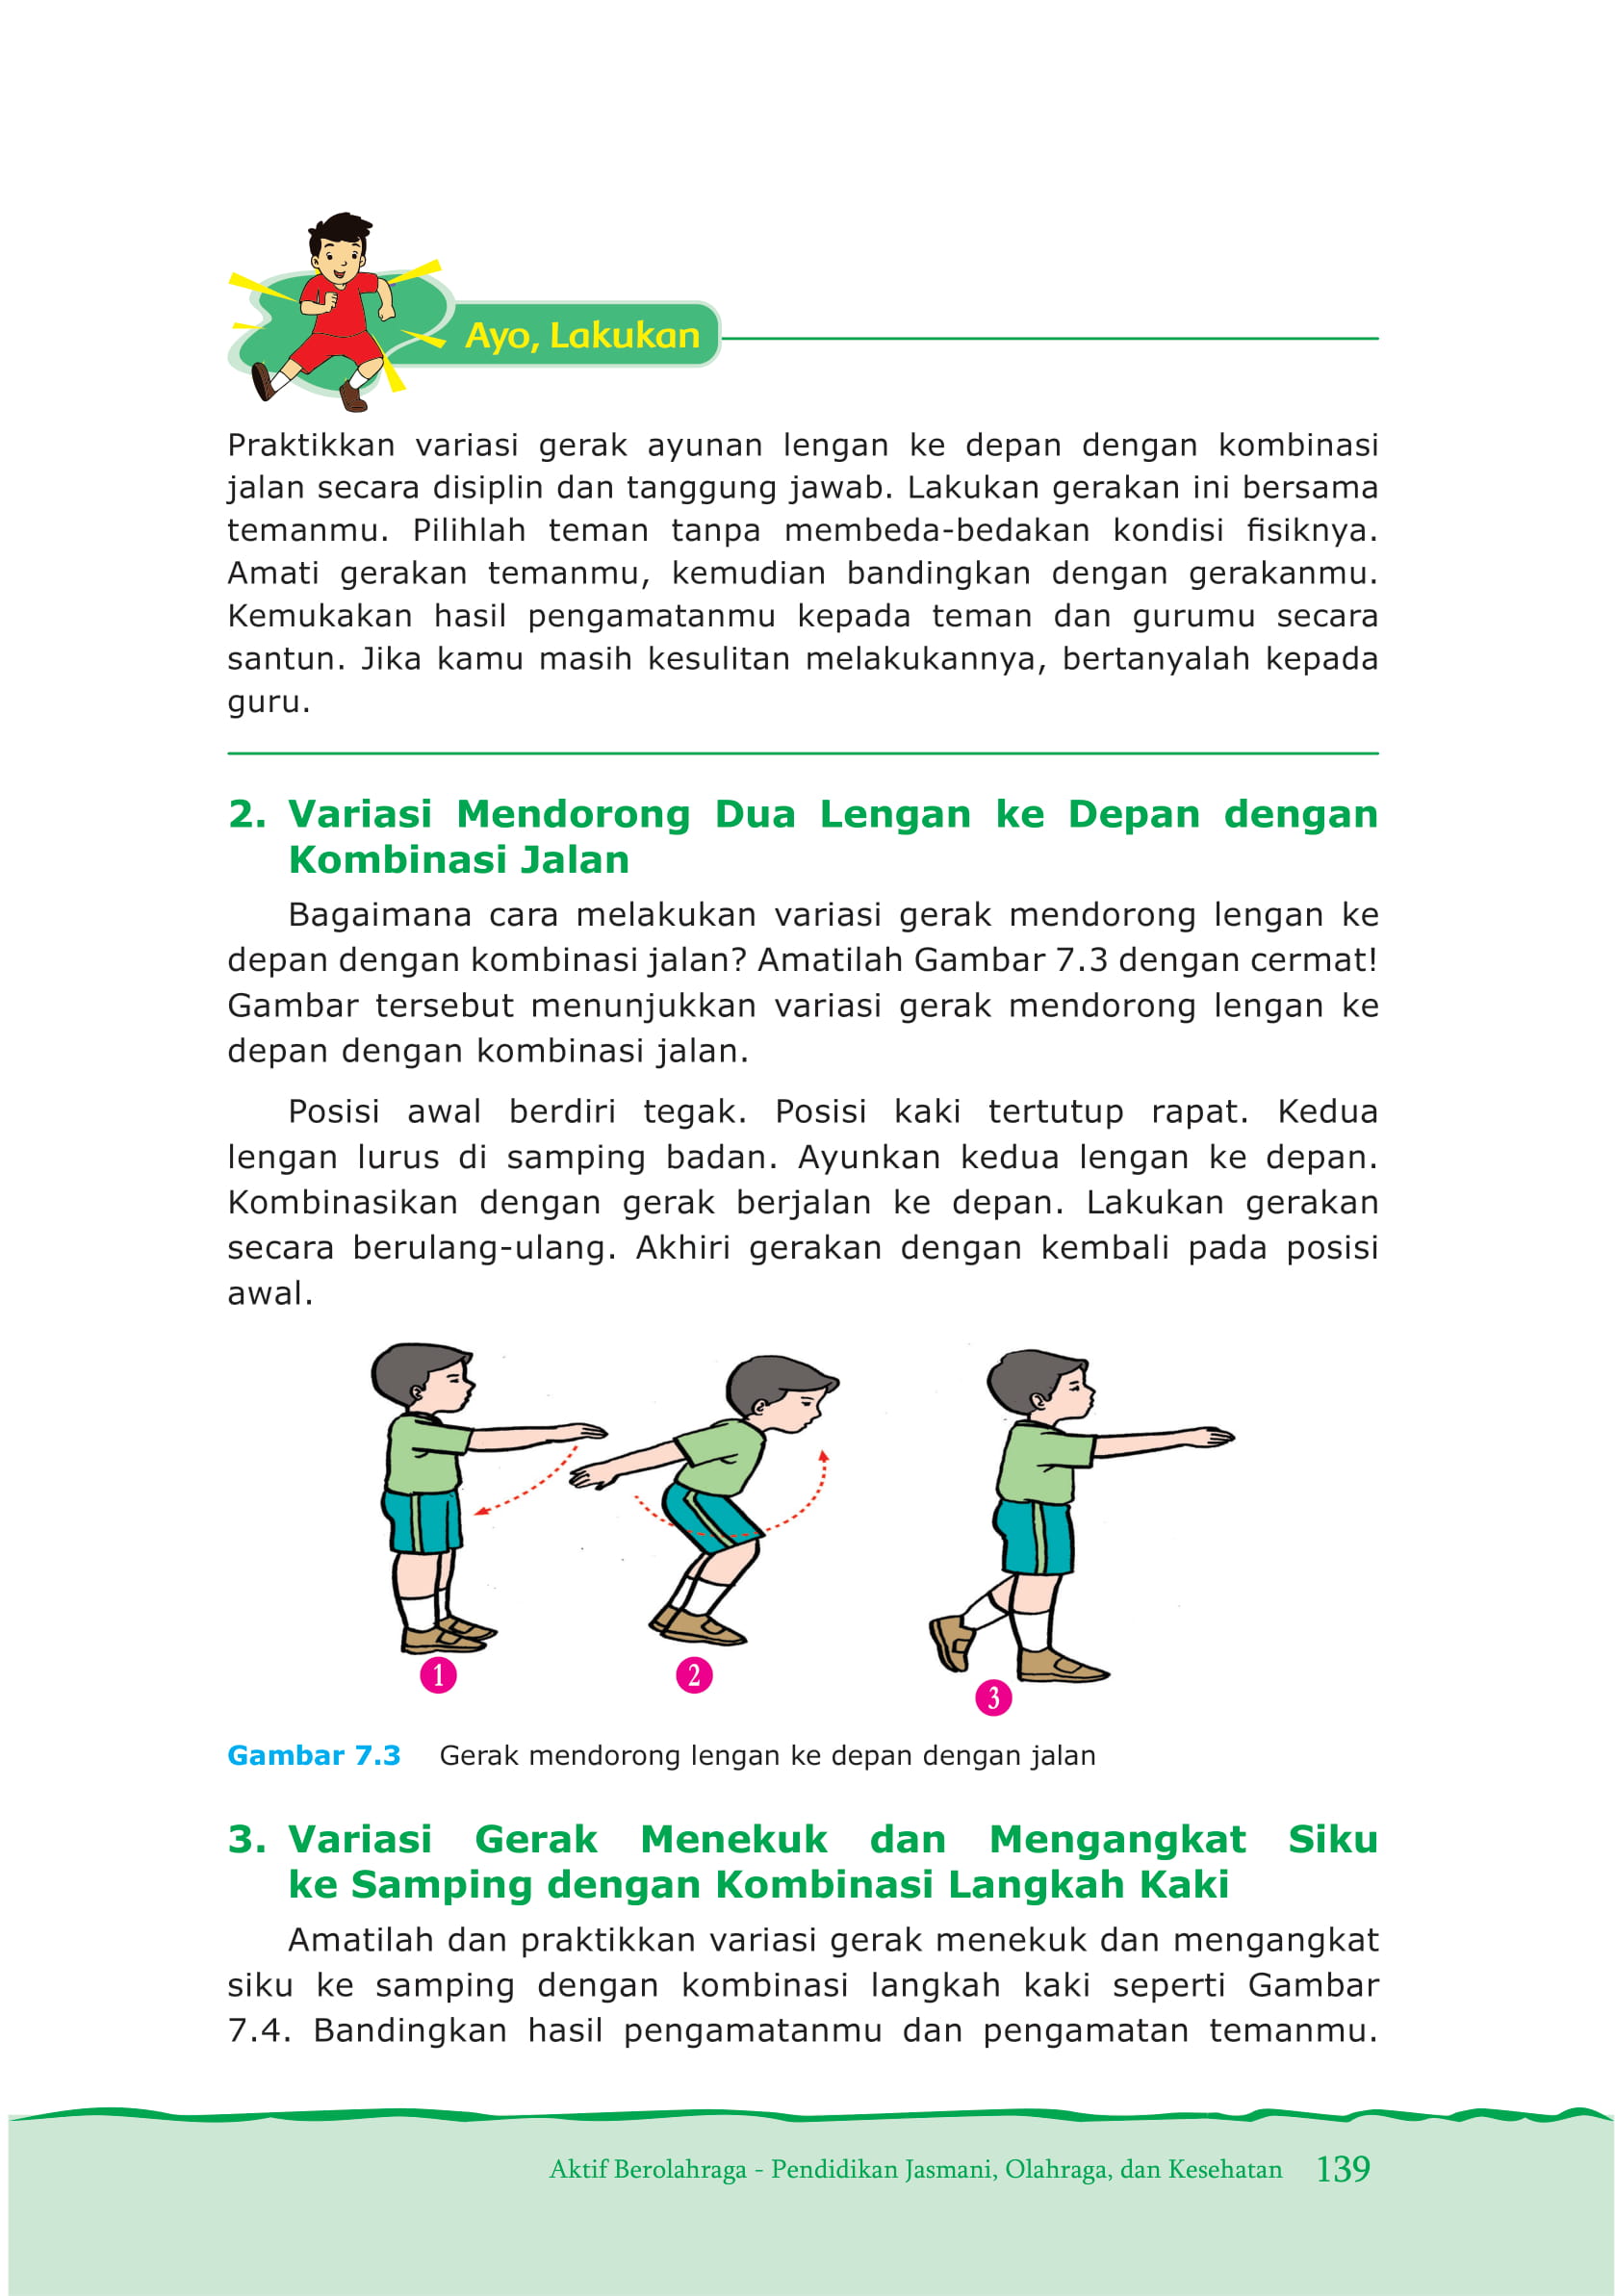 Ayo, Lakukan
Praktikkan variasi gerak ayunan lengan ke depan dengan kombinasi
jalan secara disiplin dan tanggung jawab. Lakukan gerakan ini bersama
temanmu. Pilihlah teman tanpa membeda-bedakan kondisi fisiknya.
Amati gerakan temanmu, kemudian bandingkan dengan gerakanmu.
Kemukakan hasil pengamatanmu kepada teman dan gurumu secara
santun. Jika kamu masih kesulitan melakukannya, bertanyalah kepada
guru.
2. Variasi Mendorong Dua Lengan ke Depan dengan
Kombinasi Jalan
Bagaimana cara melakukan variasi gerak mendorong lengan ke
depan dengan kombinasi jalan? Amatilah Gambar 7.3 dengan cermat!
Gambar tersebut menunjukkan variasi gerak mendorong lengan ke
depan dengan kombinasi jalan.
Posisi awal berdiri tegak. Posisi kaki tertutup rapat. Kedua
lengan lurus di samping badan. Ayunkan kedua lengan ke depan.
Kombinasikan dengan gerak berjalan ke depan. Lakukan gerakan
secara berulang-ulang. Akhiri gerakan dengan kembali pada posisi
awal.
1
2
3
Gambar 7.3 Gerak mendorong lengan ke depan dengan jalan
3. Variasi Gerak Menekuk dan Mengangkat Siku
ke Samping dengan Kombinasi Langkah Kaki
Amatilah dan praktikkan variasi gerak menekuk dan mengangkat
siku ke samping dengan kombinasi langkah kaki seperti Gambar
7.4. Bandingkan hasil pengamatanmu dan pengamatan temanmu.
Aktif Berolahraga - Pendidikan Jasmani, Olahraga, dan Kesehatan 139